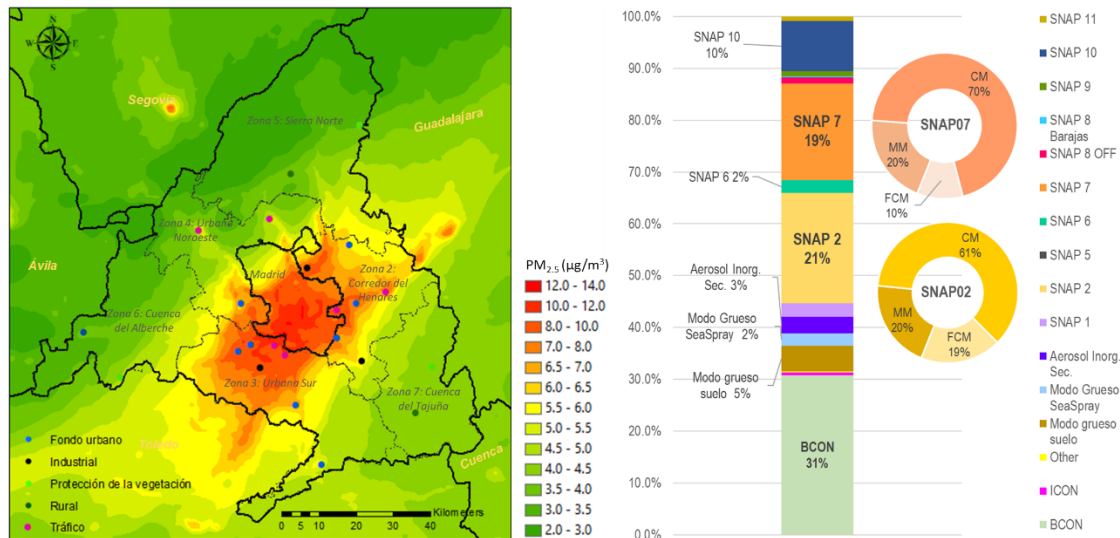 N
W
E
S
Segovia
Zona 5: Sierra Norte
Guadalajara
Zona 4: Urbana
Noroeste
Ávila
Madrid
Zona 2:
Corredor del
Henares
Zona 6: Cuenca
del Alberche
Zona 3: Urbana Sur
Zona 7: Cuenca
del Tajuña
Toledo
Cuenca
Fondo urbano
Industrial
Protección de la vegetación
Rural
Tráfico
0 5 10 20 30 40
Kilometers
PM2.5 (µg/m³)
12.0 - 14.0
10.0 - 12.0
8.0 - 10.0
7.0 - 8.0
6.5 - 7.0
6.0 - 6.5
5.5 - 6.0
5.0 - 5.5
4.5 - 5.0
4.0 - 4.5
3.5 - 4.0
3.0 - 3.5
2.0 - 3.0
100.0%
90.0%
80.0%
70.0%
60.0%
50.0%
40.0%
30.0%
20.0%
10.0%
0.0%
SNAP 10
10%
SNAP 7
19%
SNAP 6 2%
SNAP 2
21%
Aerosol Inorg.
Sec. 3%
Modo Grueso
SeaSpray 2%
Modo grueso
suelo 5%
BCON
31%
CM
70%
SNAP07
MM
20%
FCM
10%
CM
61%
SNAP02
MM
20%
FCM
19%
SNAP 11
SNAP 10
SNAP 9
SNAP 8
Barajas
SNAP 8 OFF
SNAP 7
SNAP 6
SNAP 5
SNAP 2
SNAP 1
Aerosol Inorg.
Sec.
Modo Grueso
SeaSpray
Modo grueso
suelo
Other
ICON
BCON